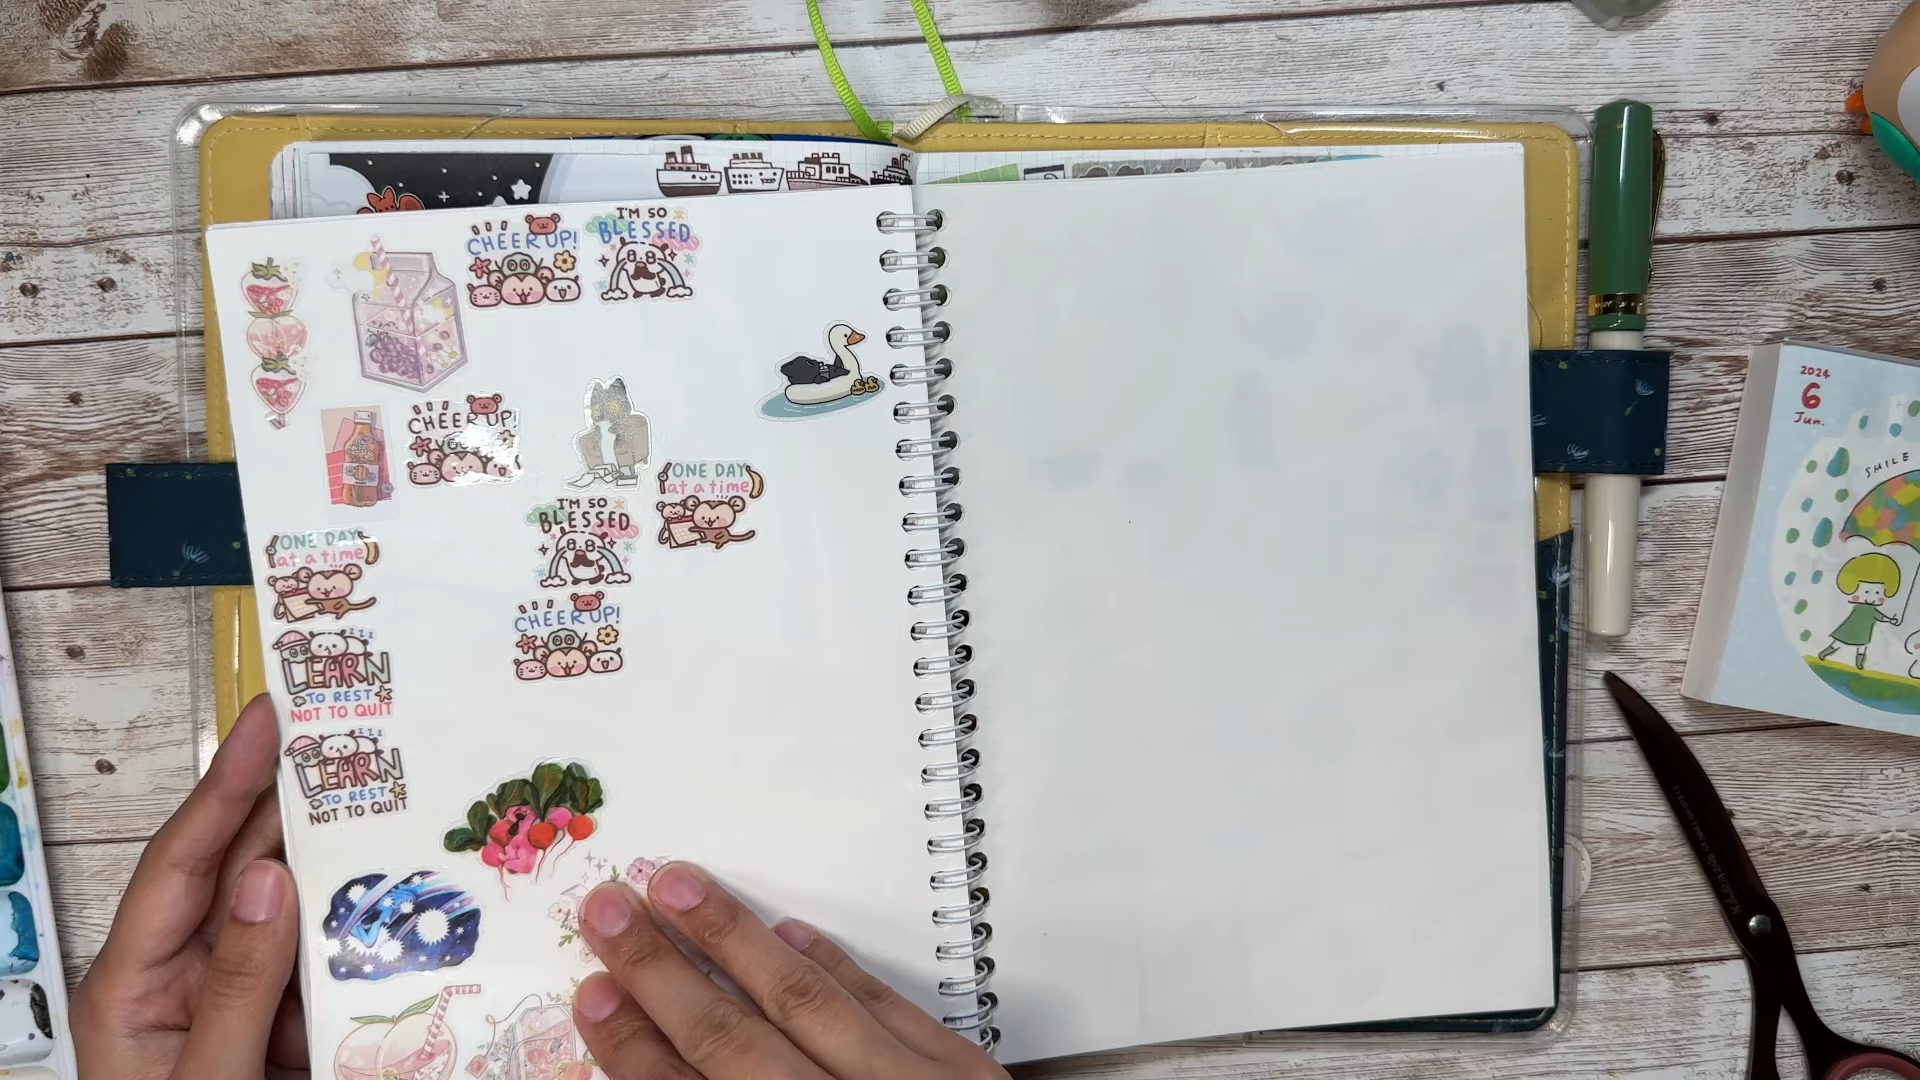 CHEER UP!
I'M SO
BLESSED
CHEER UP!
ONE DAY
at a time
I'M SO
BLESSED
ONE DAY
at a time
CHEER UP!
LEARN
TO REST
NOT TO QUIT
LEARN
TO REST
NOT TO QUIT
2024
6
Jun.
SMILE